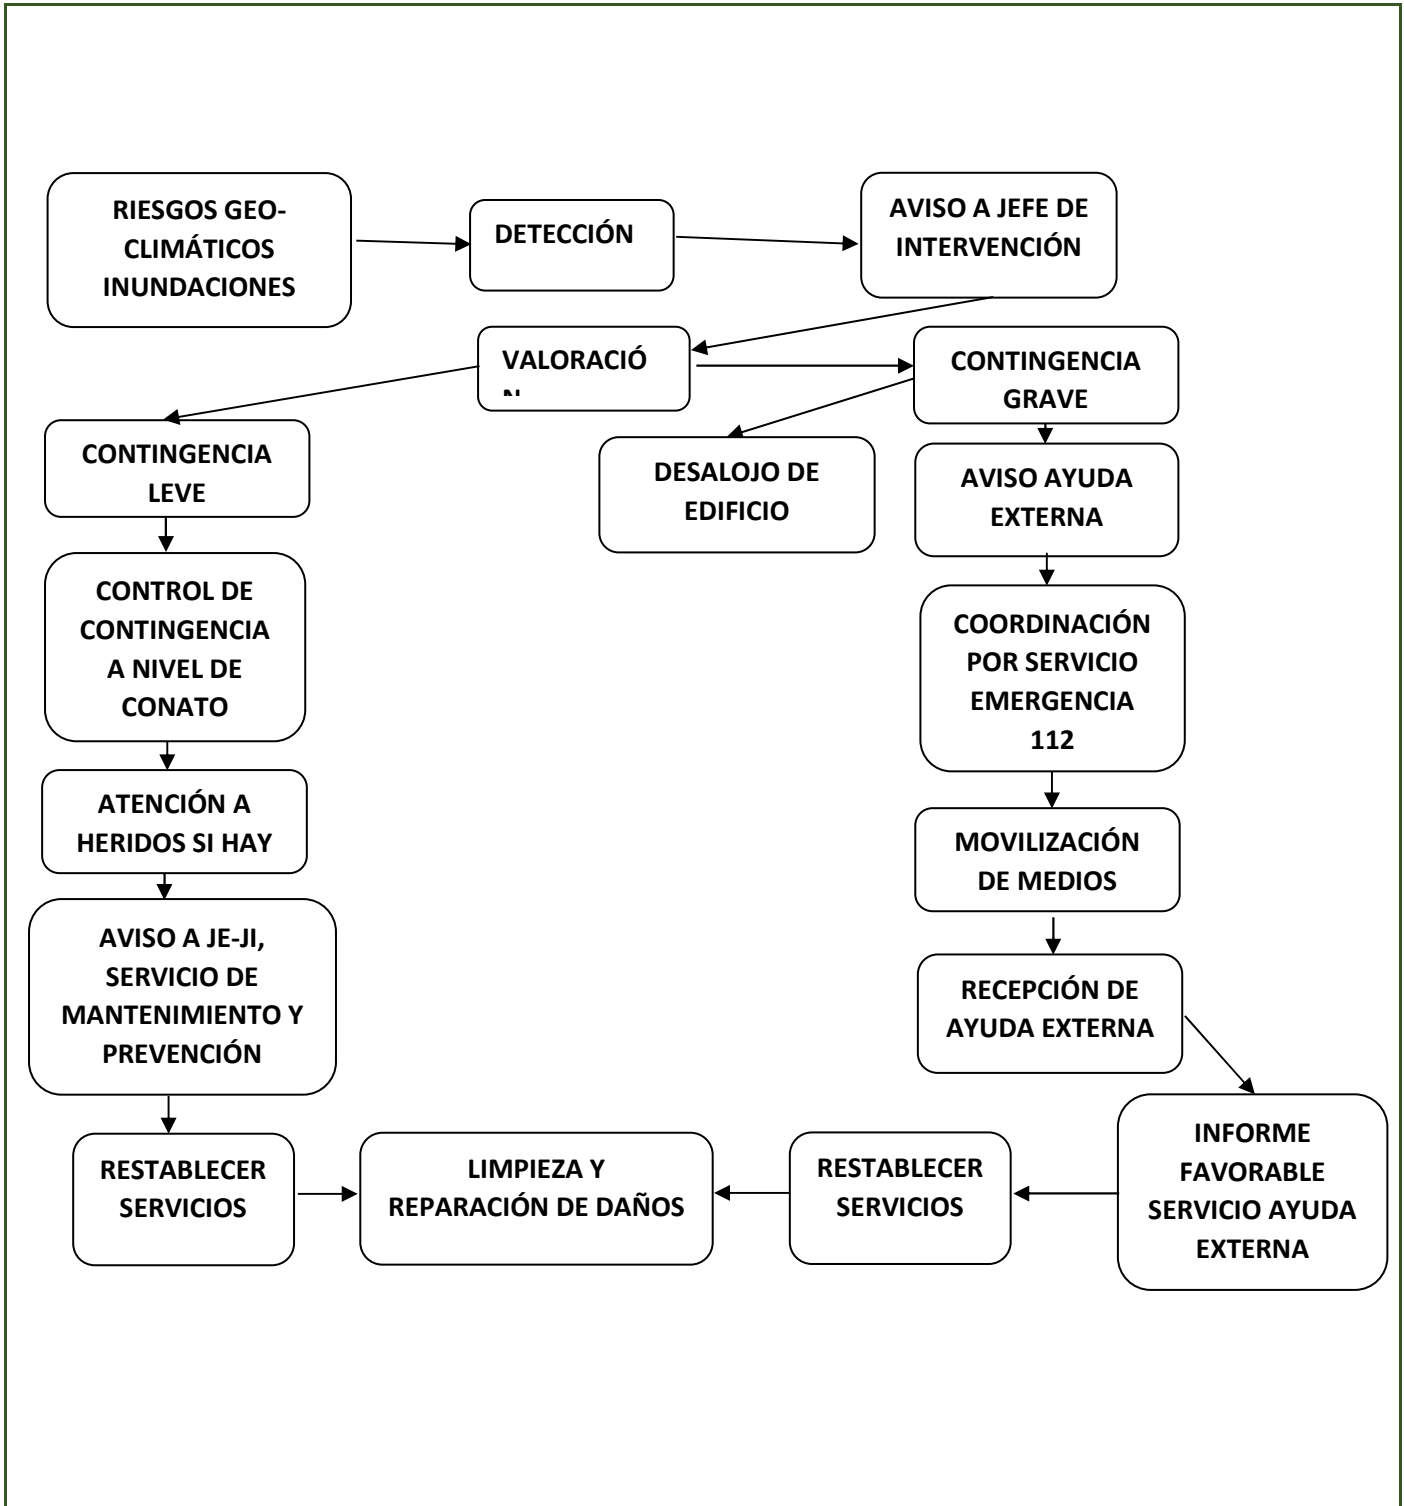 RIESGOS GEO-
CLIMÁTICOS
INUNDACIONES
DETECCIÓN
AVISO A JEFE DE
INTERVENCIÓN
VALORACIÓ
CONTINGENCIA
GRAVE
CONTINGENCIA
LEVE
DESALOJO DE
EDIFICIO
AVISO AYUDA
EXTERNA
CONTROL DE
CONTINGENCIA
A NIVEL DE
CONATO
COORDINACIÓN
POR SERVICIO
EMERGENCIA
112
ATENCIÓN A
HERIDOS SI HAY
MOVILIZACIÓN
DE MEDIOS
AVISO A JE-JI,
SERVICIO DE
MANTENIMIENTO Y
PREVENCIÓN
RECEPCIÓN DE
AYUDA EXTERNA
RESTABLECER
SERVICIOS
LIMPIEZA Y
REPARACIÓN DE DAÑOS
RESTABLECER
SERVICIOS
INFORME
FAVORABLE
SERVICIO AYUDA
EXTERNA